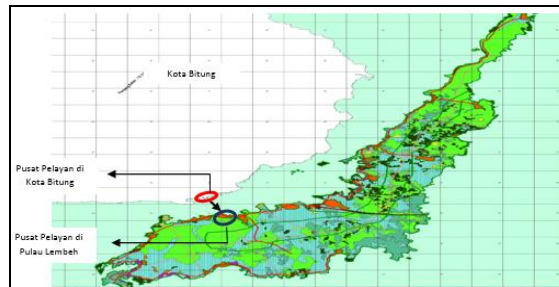 Kota Bitung
Pusat Pelayan di
Kota Bitung
Pusat Pelayan di
Pulau Lembeh